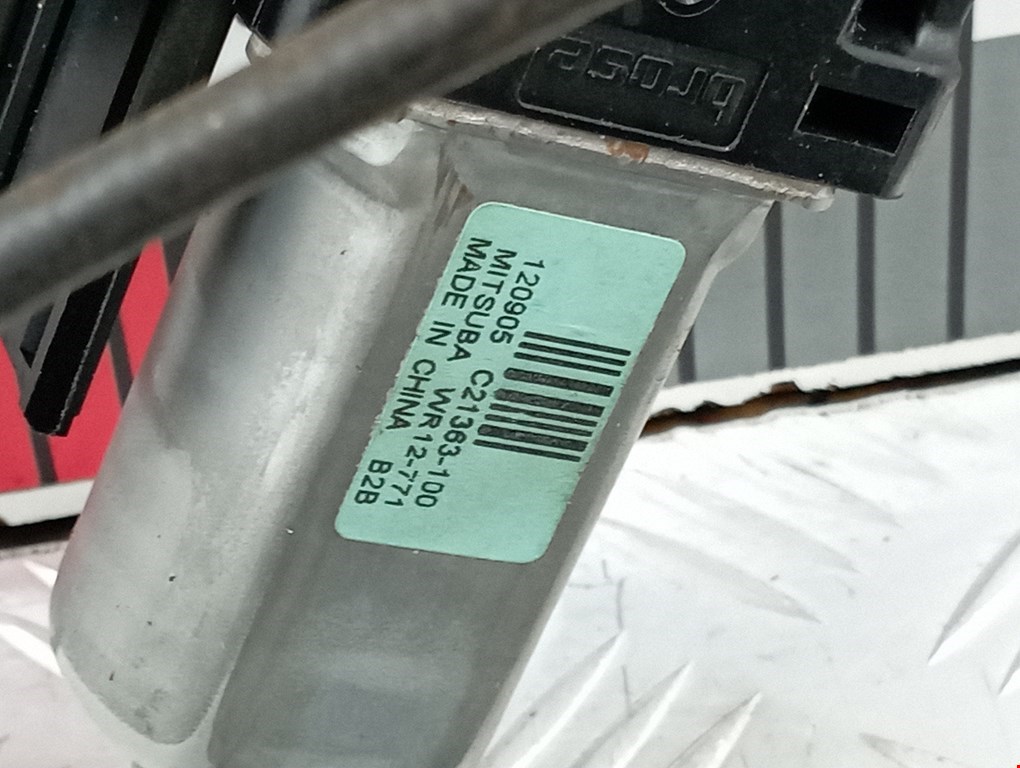 brose
120905 C21363-100
MITSUBA WR12-771
MADE IN CHINA B2B